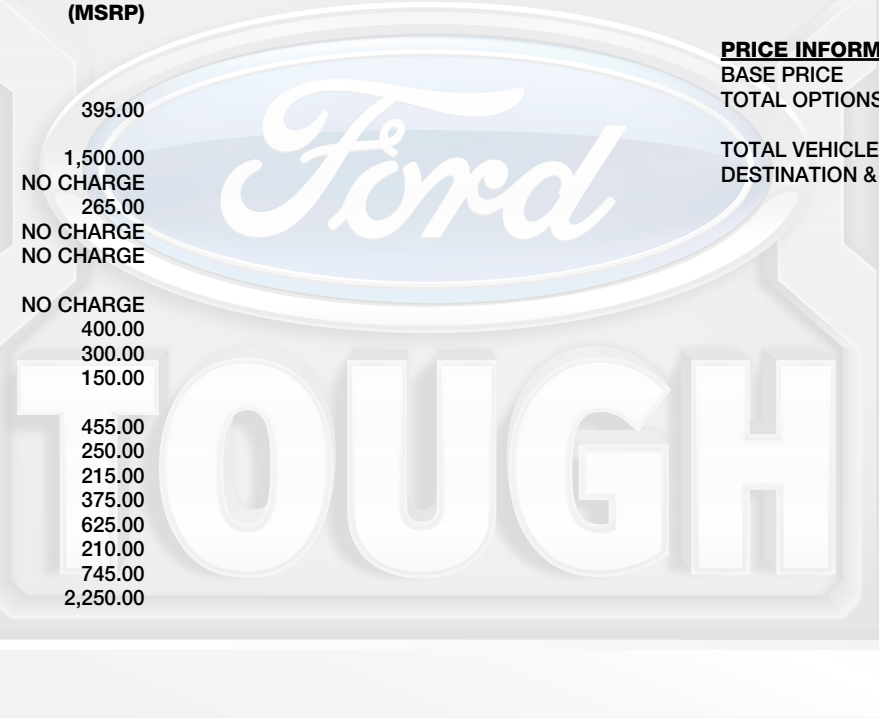 (MSRP)
395.00
1,500.00
NO CHARGE
265.00
NO CHARGE
NO CHARGE
NO CHARGE
400.00
300.00
150.00
455.00
250.00
215.00
375.00
625.00
210.00
745.00
2,250.00
PRICE INFORM
BASE PRICE
TOTAL OPTIONS
TOTAL VEHICLE
DESTINATION &
Ford
TOUGH